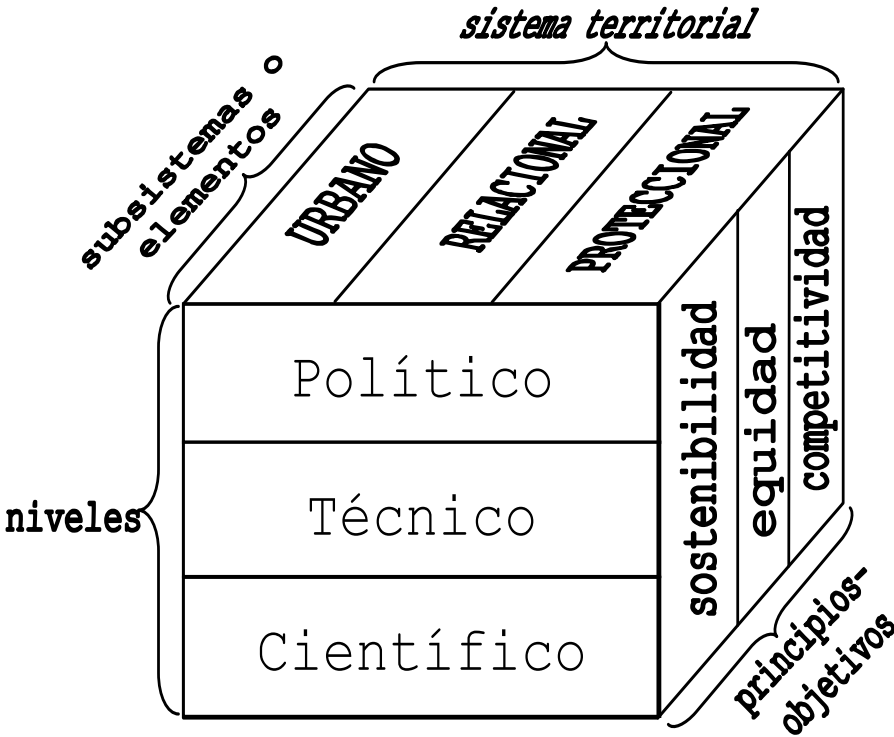 sistema territorial
subsistemas o
elementos
URBANO
RELACIONAL
PROTECCIONAL
Político
Técnico
Científico
niveles
sostenibilidad
equidad
competitividad
principios-
objetivos